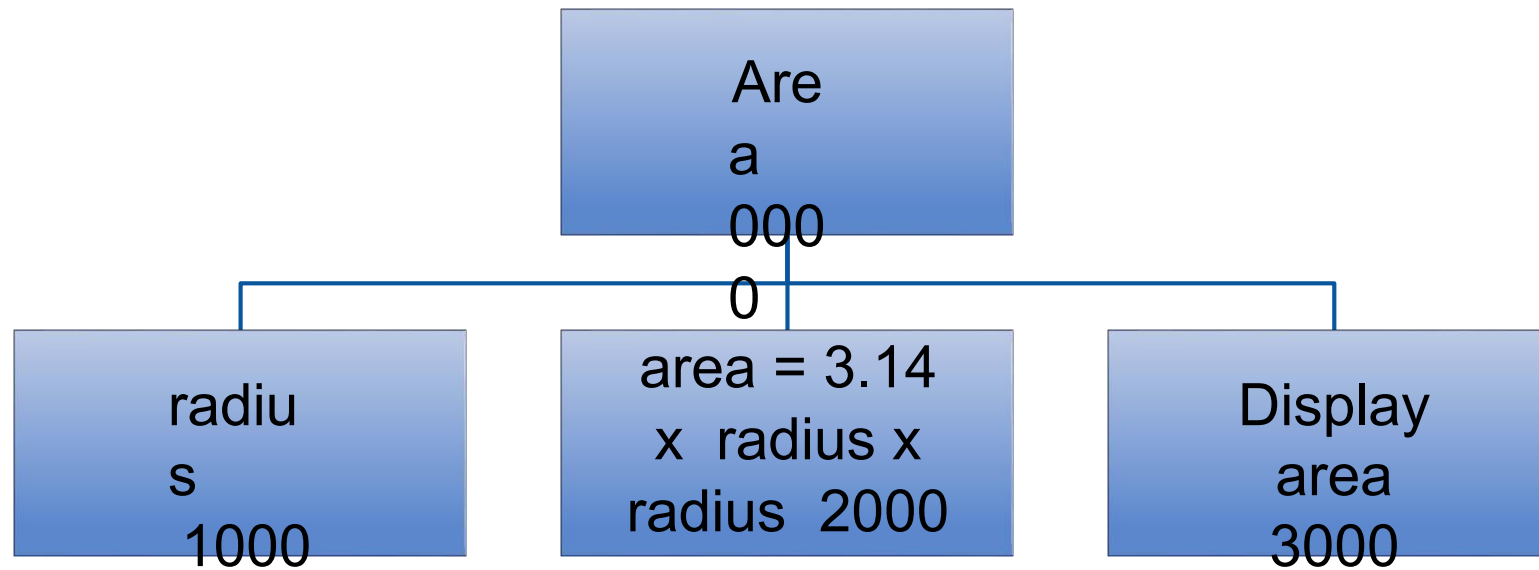 Are
a
000
0
radiu
s
1000
area = 3.14
x radius x
radius 2000
Display
area
3000